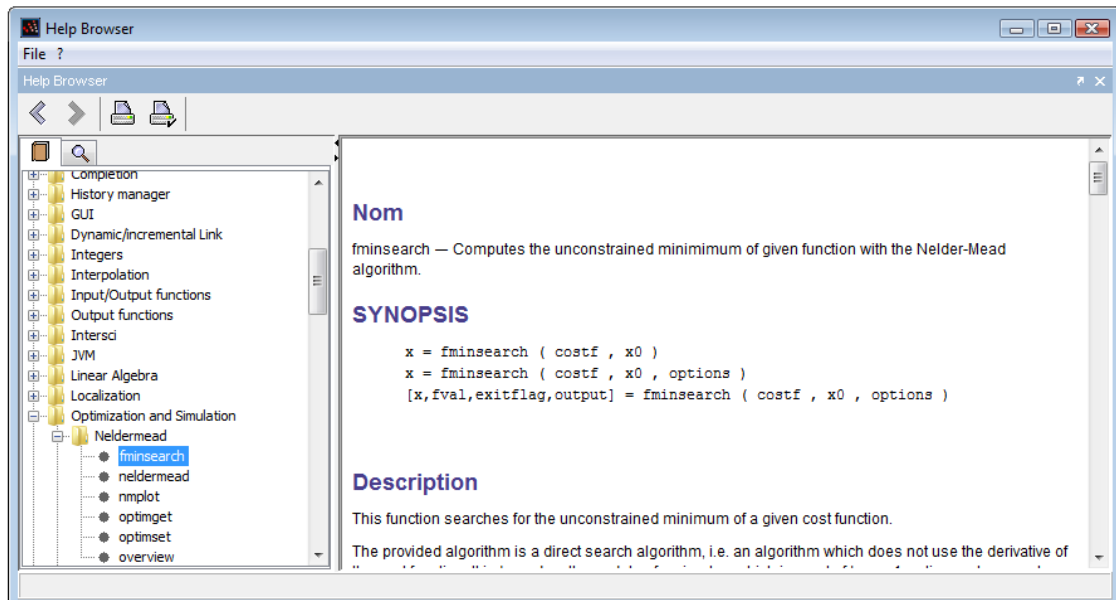 Help Browser
File ?
Help Browser
Completion
History manager
GUI
Dynamic/incremental Link
Integers
Interpolation
Input/Output functions
Output functions
Intersci
JVM
Linear Algebra
Localization
Optimization and Simulation
Neldermead
fminsearch
neldermead
nmplot
optimget
optimset
overview
Nom
fminsearch — Computes the unconstrained minimimum of given function with the Nelder-Mead
algorithm.
SYNOPSIS
x = fminsearch ( costf , x0 )
x = fminsearch ( costf , x0 , options )
[x,fval,exitflag,output] = fminsearch ( costf , x0 , options )
Description
This function searches for the unconstrained minimum of a given cost function.
The provided algorithm is a direct search algorithm, i.e. an algorithm which does not use the derivative of